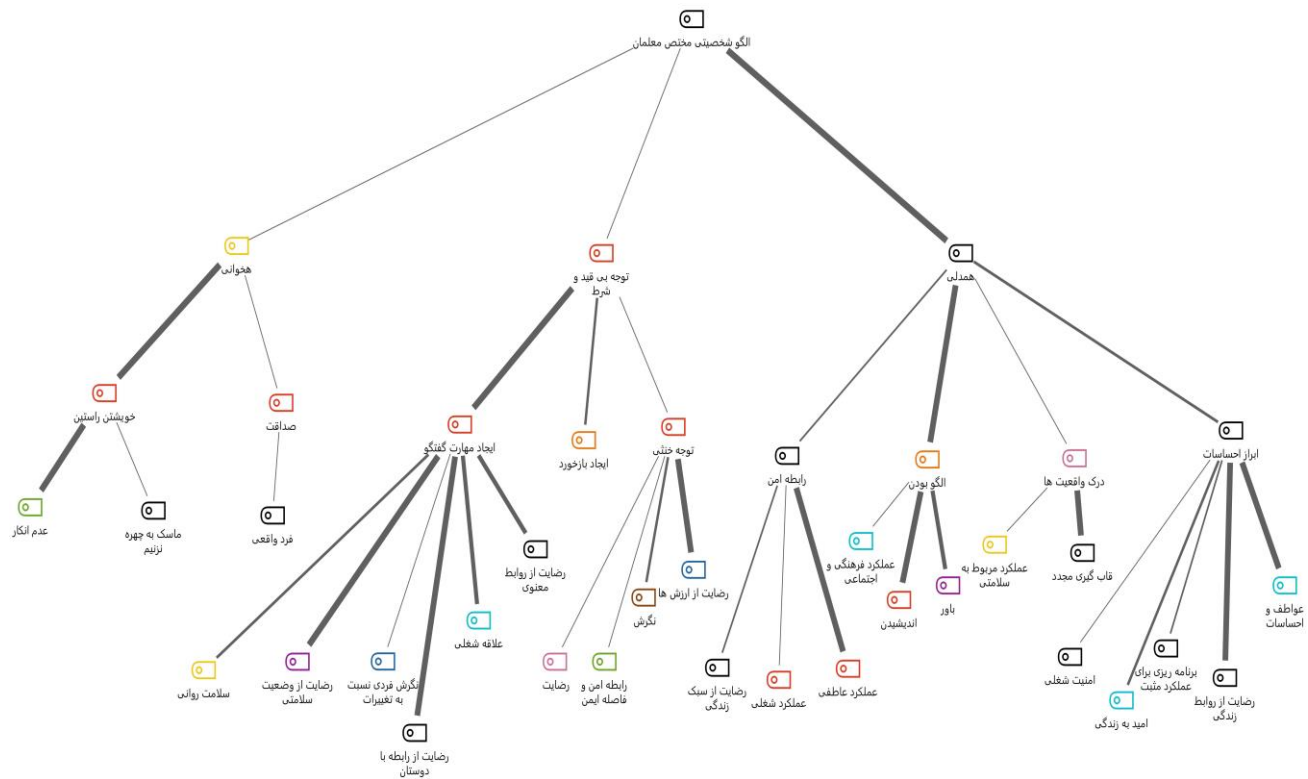 الگو شخصیتی مختص معلمان
همدلی
توجه بی قید و
شرط
هخوانی
ابراز احساسات
درک واقعیت ها
الگو بودن
رابطه امن
توجه خنثی
ایجاد بازخورد
ایجاد مهارت گفتگو
صداقت
خویشتن راستین
عواطف و
احساسات
رضایت از روابط
زندگی
برنامه ریزی برای
عملکرد مثبت
امید به زندگی
امنیت شغلی
قاب گیری مجدد
عملکرد مربوط به
سلامتی
باور
اندیشیدن
عملکرد فرهنگی و
اجتماعی
عملکرد عاطفی
عملکرد شغلی
رضایت از سبک
زندگی
رضایت از ارزش ها
نگرش
رابطه امن و
فاصله ایمن
رضایت
رضایت از روابط
معنوی
علاقه شغلی
رضایت از رابطه با
دوستان
نگرش فردی نسبت
به تغییرات
رضایت از وضعیت
سلامتی
سلامت روانی
فرد واقعی
ماسک به چهره
نزنیم
عدم انکار